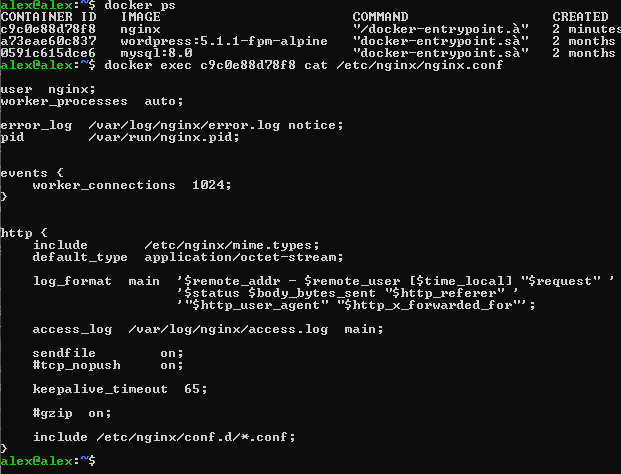 alex@alex:~$ docker ps
CONTAINER ID   IMAGE                        COMMAND                  CREATED
c9c0e88d78f8   nginx                        "/docker-entrypoint.à"   2 minutes
a73eae60c837   wordpress:5.1.1-fpm-alpine   "docker-entrypoint.sà"   2 months
0591c615dce6   mysql:8.0                    "docker-entrypoint.sà"   2 months
alex@alex:~$ docker exec c9c0e88d78f8 cat /etc/nginx/nginx.conf
user  nginx;
worker_processes  auto;
error_log  /var/log/nginx/error.log notice;
pid        /var/run/nginx.pid;
events {
    worker_connections  1024;
}
http {
    include       /etc/nginx/mime.types;
    default_type  application/octet-stream;
    log_format  main  '$remote_addr - $remote_user [$time_local] "$request" '
                      '$status $body_bytes_sent "$http_referer" '
                      '"$http_user_agent" "$http_x_forwarded_for"';
    access_log  /var/log/nginx/access.log  main;
    sendfile        on;
    #tcp_nopush     on;
    keepalive_timeout  65;
    #gzip  on;
    include /etc/nginx/conf.d/*.conf;
}
alex@alex:~$